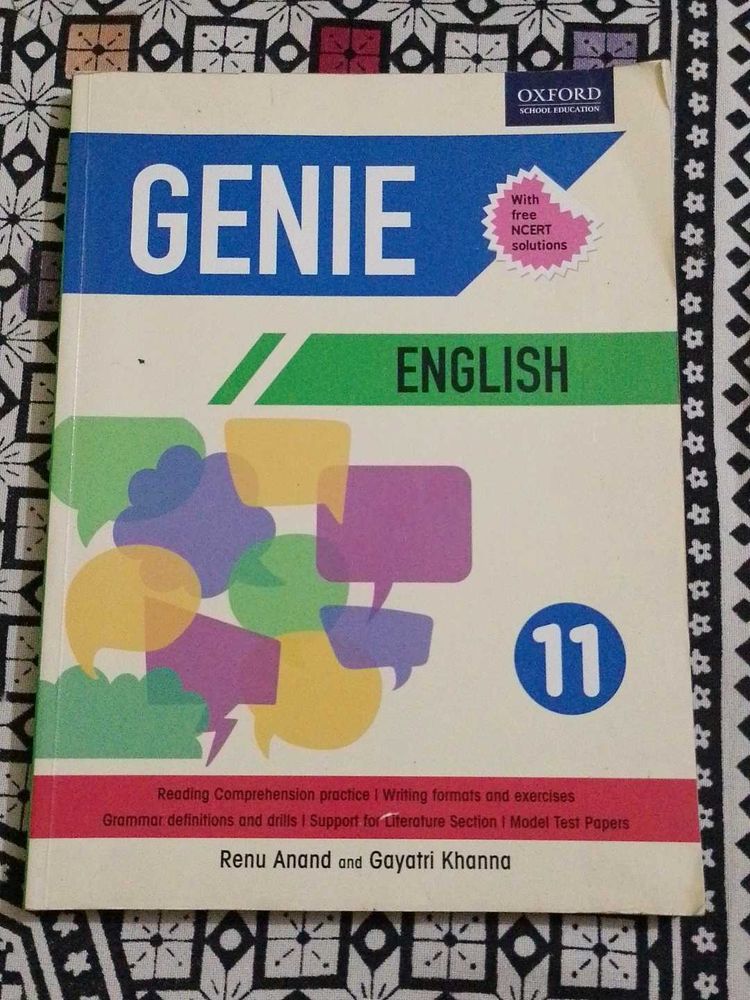 OXFORD
SCHOOL EDUCATION
GENIE
With
free
NCERT
solutions
ENGLISH
11
Reading Comprehension practice | Writing formats and exercises
Grammar definitions and drills | Support for Literature Section | Model Test Papers
Renu Anand and Gayatri Khanna